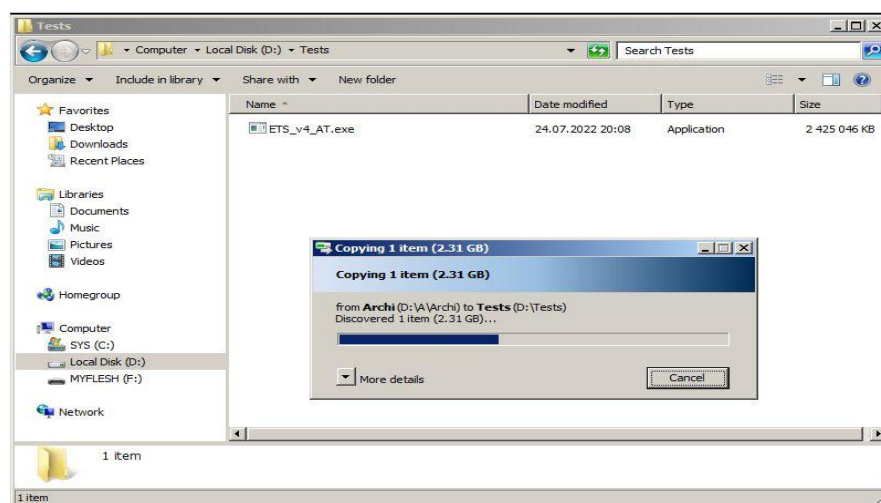 Tests
Computer Local Disk (D:) Tests
Search Tests
Organize Include in library Share with New folder
Name Date modified Type Size
Favorites
Desktop
Downloads
Recent Places
Libraries
Documents
Music
Pictures
Videos
Homegroup
Computer
SYS (C:)
Local Disk (D:)
MYFLESH (F:)
Network
ETS_v4_AT.exe 24.07.2022 20:08 Application 2 425 046 KB
Copying 1 item (2.31 GB)
Copying 1 item (2.31 GB)
from Archi (D:\A\Archi) to Tests (D:\Tests)
Discovered 1 item (2.31 GB)...
More details Cancel
1 item
1 item